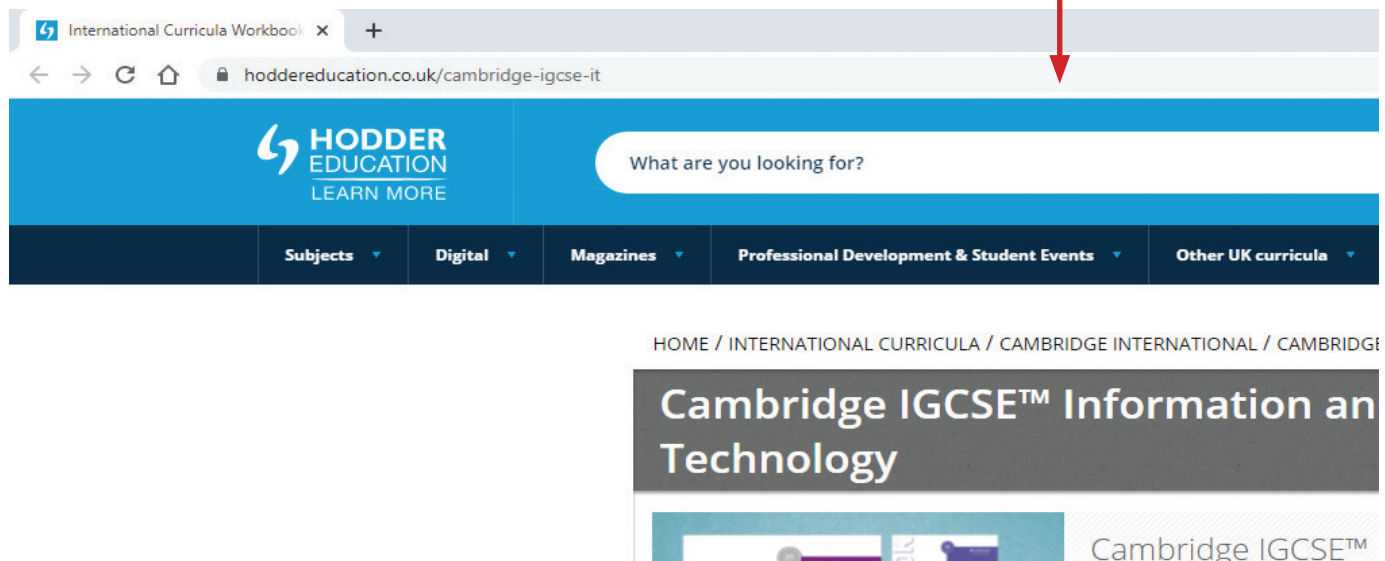 International Curricula Workbook
hoddereducation.co.uk/cambridge-igcse-it
HODDER
EDUCATION
LEARN MORE
What are you looking for?
Subjects Digital Magazines Professional Development & Student Events Other UK curricula
HOME / INTERNATIONAL CURRICULA / CAMBRIDGE INTERNATIONAL / CAMBRIDGE
Cambridge IGCSE™ Information an
Technology
Cambridge IGCSE™